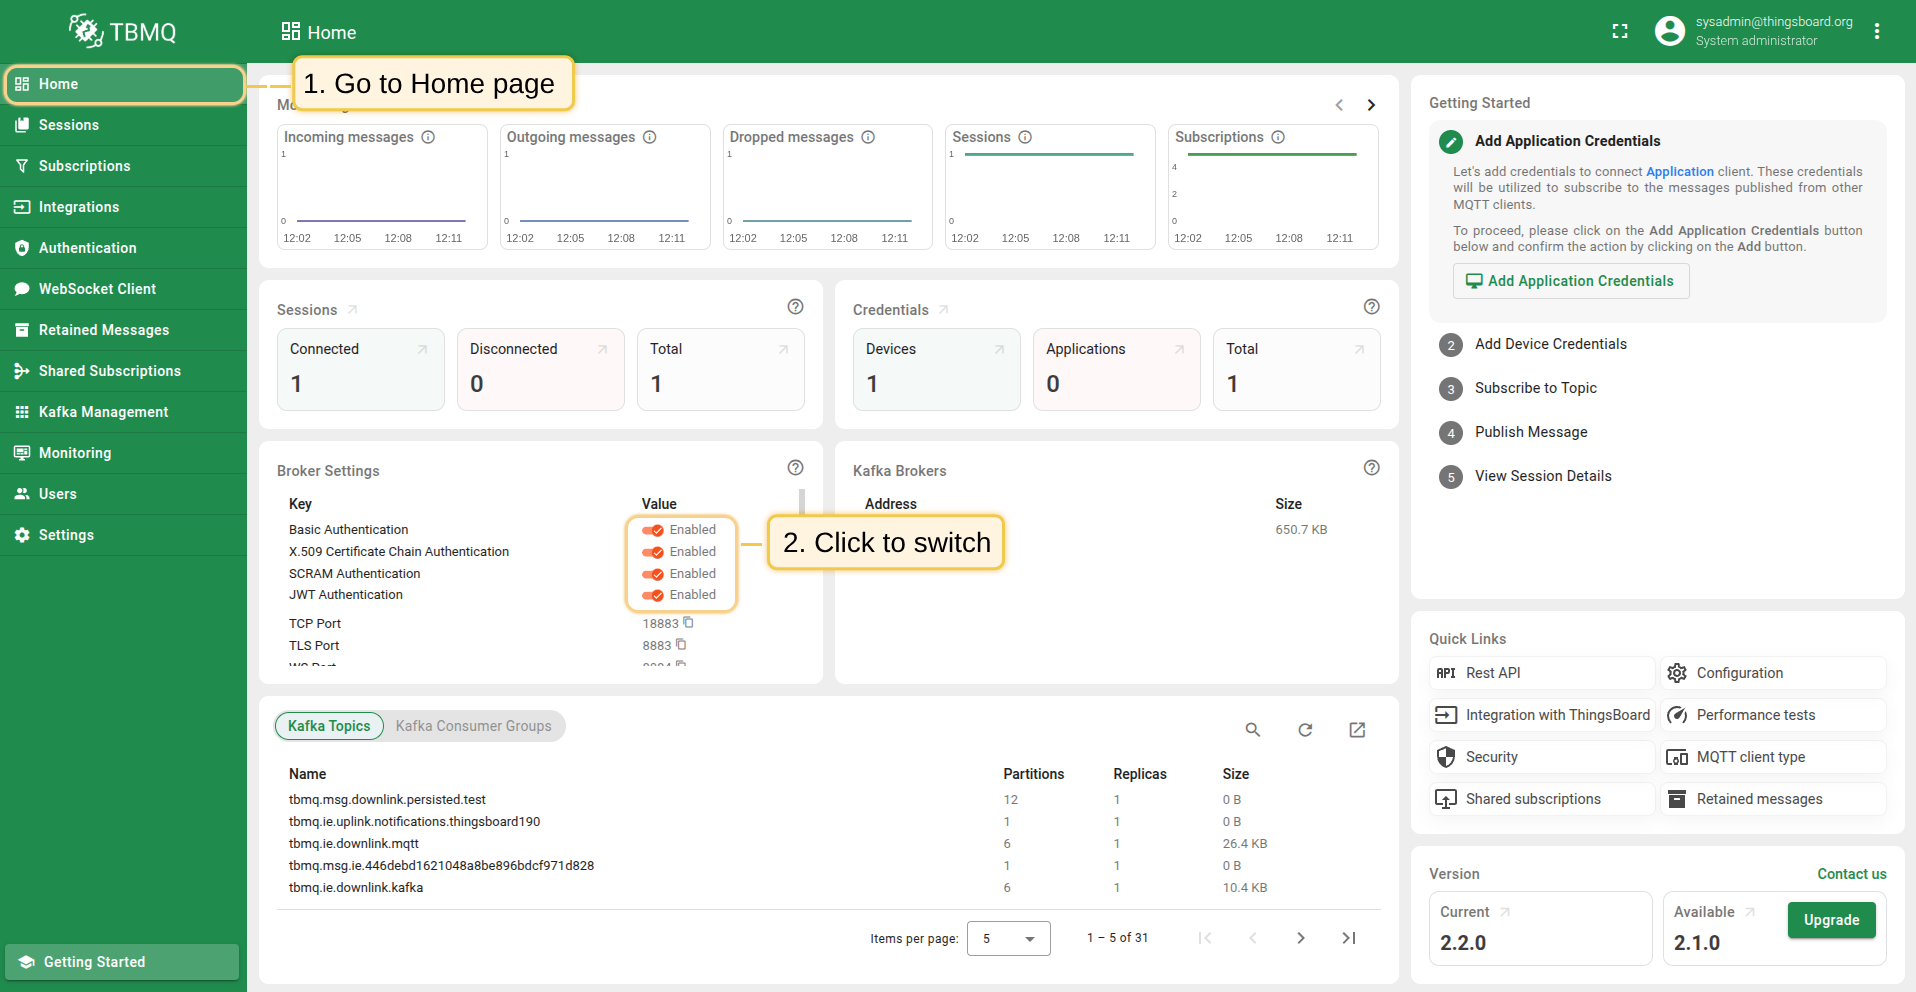 TBMQ
Home
sysadmin@thingsboard.org
System administrator
Home
Sessions
Subscriptions
Integrations
Authentication
WebSocket Client
Retained Messages
Shared Subscriptions
Kafka Management
Monitoring
Users
Settings
Getting Started
1. Go to Home page
Incoming messages
1
0
12:02 12:05 12:08 12:11
Outgoing messages
1
0
12:02 12:05 12:08 12:11
Dropped messages
1
0
12:02 12:05 12:08 12:11
Sessions
1
0
12:02 12:05 12:08 12:11
Subscriptions
4
2
0
12:02 12:05 12:08 12:11
Sessions
Connected
1
Disconnected
0
Total
1
Credentials
Devices
1
Applications
0
Total
1
Broker Settings
Key Value
Basic Authentication Enabled
X.509 Certificate Chain Authentication Enabled
SCRAM Authentication Enabled
JWT Authentication Enabled
TCP Port 18883
TLS Port 8883
2. Click to switch
Kafka Brokers
Address Size
650.7 KB
Kafka Topics Kafka Consumer Groups
Name Partitions Replicas Size
tbmq.msg.downlink.persisted.test 12 1 0 B
tbmq.ie.uplink.notifications.thingsboard190 1 1 0 B
tbmq.ie.downlink.mqtt 6 1 26.4 KB
tbmq.msg.ie.446debd1621048a8be896bdcf971d828 1 1 0 B
tbmq.ie.downlink.kafka 6 1 10.4 KB
Items per page: 5 1 – 5 of 31
Getting Started
Add Application Credentials
Let's add credentials to connect Application client. These credentials
will be utilized to subscribe to the messages published from other
MQTT clients.
To proceed, please click on the Add Application Credentials button
below and confirm the action by clicking on the Add button.
Add Application Credentials
2 Add Device Credentials
3 Subscribe to Topic
4 Publish Message
5 View Session Details
Quick Links
API Rest API
Configuration
Integration with ThingsBoard
Performance tests
Security
MQTT client type
Shared subscriptions
Retained messages
Version Contact us
Current
2.2.0
Available
2.1.0
Upgrade